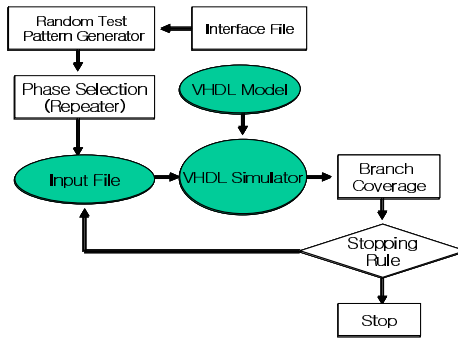 Random Test
Pattern Generator
Interface File
Phase Selection
(Repeater)
VHDL Model
Input File
VHDL Simulator
Branch
Coverage
Stopping
Rule
Stop